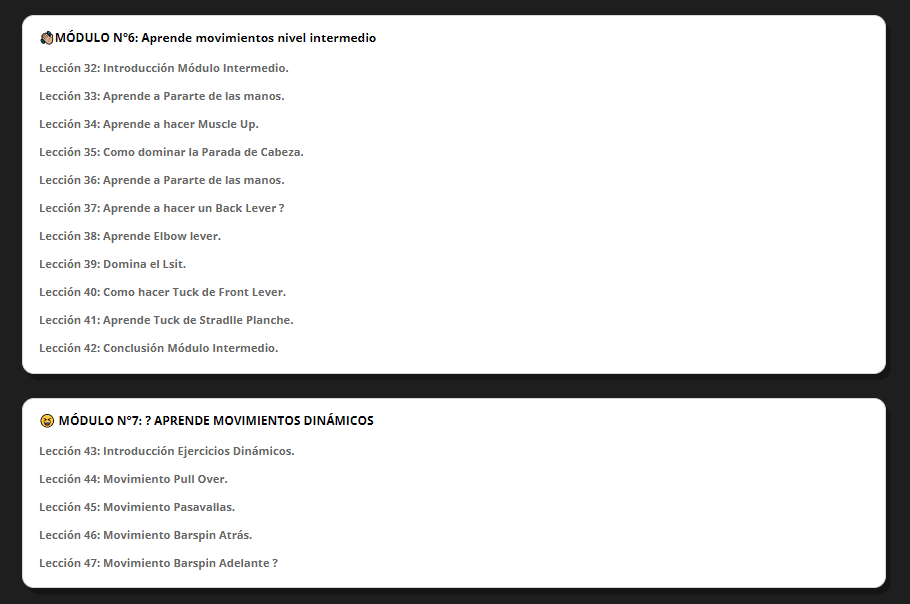 MÓDULO N°6: Aprende movimientos nivel intermedio
Lección 32: Introducción Módulo Intermedio.
Lección 33: Aprende a Pararte de las manos.
Lección 34: Aprende a hacer Muscle Up.
Lección 35: Como dominar la Parada de Cabeza.
Lección 36: Aprende a Pararte de las manos.
Lección 37: Aprende a hacer un Back Lever ?
Lección 38: Aprende Elbow lever.
Lección 39: Domina el Lsit.
Lección 40: Como hacer Tuck de Front Lever.
Lección 41: Aprende Tuck de Stradlle Planche.
Lección 42: Conclusión Módulo Intermedio.
MÓDULO N°7: ? APRENDE MOVIMIENTOS DINÁMICOS
Lección 43: Introducción Ejercicios Dinámicos.
Lección 44: Movimiento Pull Over.
Lección 45: Movimiento Pasavallas.
Lección 46: Movimiento Barspin Atrás.
Lección 47: Movimiento Barspin Adelante ?